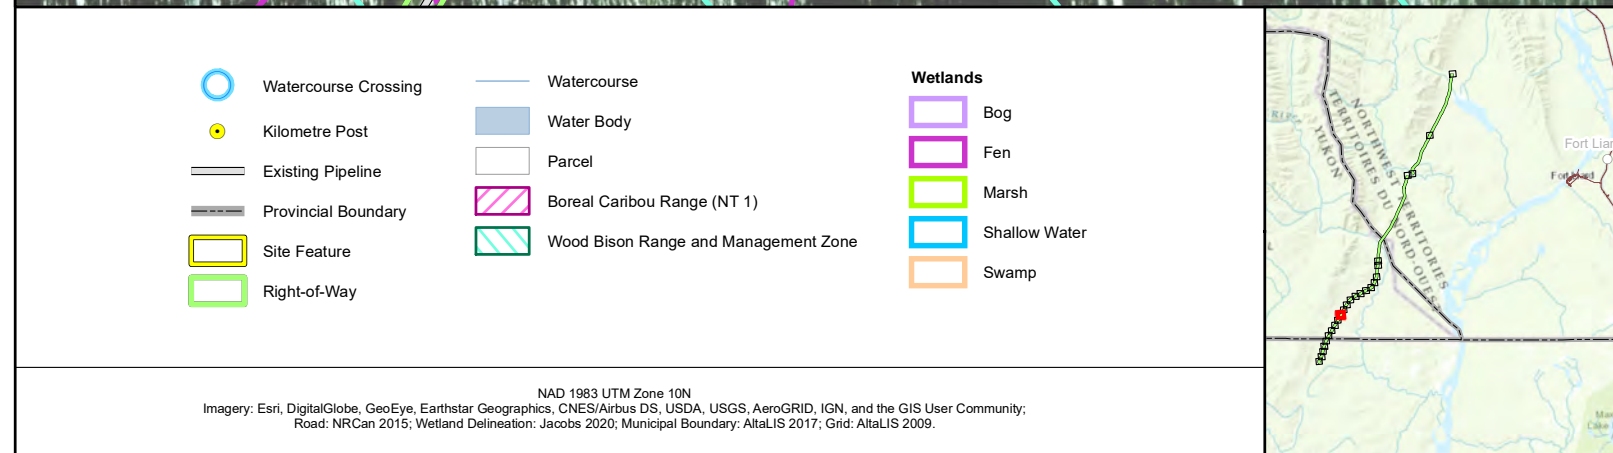 Watercourse Crossing
Kilometre Post
Existing Pipeline
Provincial Boundary
Site Feature
Right-of-Way
Watercourse
Water Body
Parcel
Boreal Caribou Range (NT 1)
Wood Bison Range and Management Zone
Wetlands
Bog
Fen
Marsh
Shallow Water
Swamp
NAD 1983 UTM Zone 10N
Imagery: Esri, DigitalGlobe, GeoEye, Earthstar Geographics, CNES/Airbus DS, USDA, USGS, AeroGRID, IGN, and the GIS User Community;
Road: NRCan 2015; Wetland Delineation: Jacobs 2020; Municipal Boundary: AltaLIS 2017; Grid: AltaLIS 2009.
NORTHWEST TERRITORIES
TERRITOIRES DU NORD-OUEST
YUKON
Fort Liar
Lake